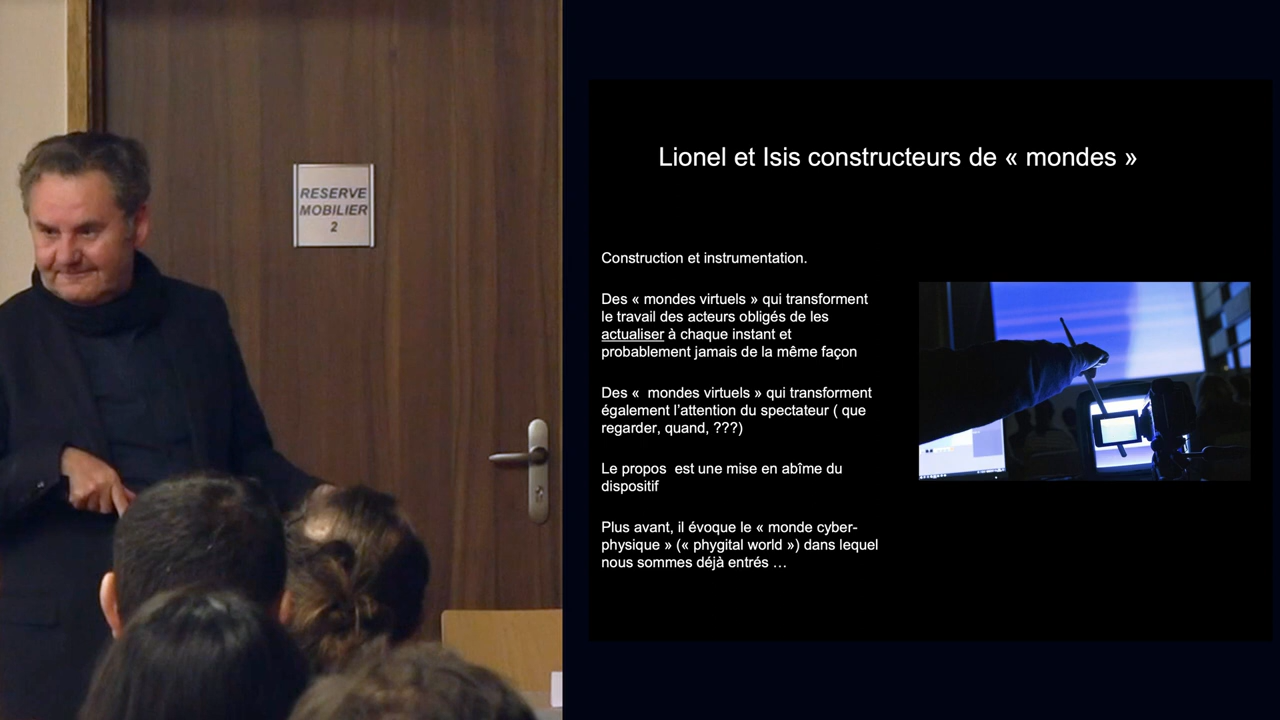 RESERVE
MOBILIER
2
Lionel et Isis constructeurs de « mondes »
Construction et instrumentation.
Des « mondes virtuels » qui transforment
le travail des acteurs obligés de les
actualiser à chaque instant et
probablement jamais de la même façon
Des «  mondes virtuels » qui transforment
également l’attention du spectateur ( que
regarder, quand, ???)
Le propos  est une mise en abîme du
dispositif
Plus avant, il évoque le « monde cyber-
physique » (« phygital world ») dans lequel
nous sommes déjà entrés …